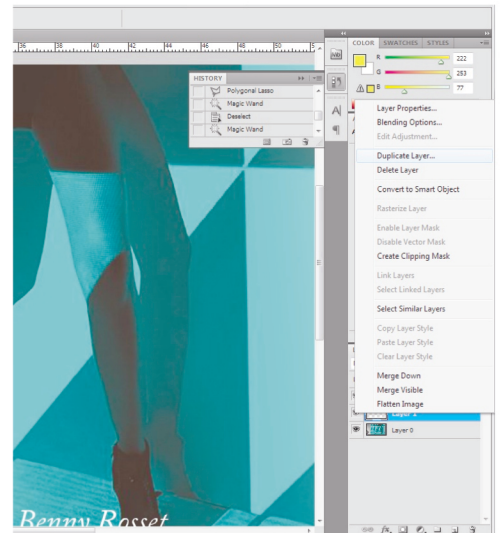 36 38 40 42 44 46 48 50 5
HISTORY
Polygonal Lasso
Magic Wand
Deselect
Magic Wand
Mb
A
COLOR SWATCHES STYLES
R 222
G 253
B 77
Layer Properties...
Blending Options...
Edit Adjustment...
Duplicate Layer...
Delete Layer
Convert to Smart Object
Rasterize Layer
Enable Layer Mask
Disable Vector Mask
Create Clipping Mask
Link Layers
Select Linked Layers
Select Similar Layers
Copy Layer Style
Paste Layer Style
Clear Layer Style
Merge Down
Merge Visible
Flatten Image
Layer 1
Layer 0
fx.
Benny Rosset